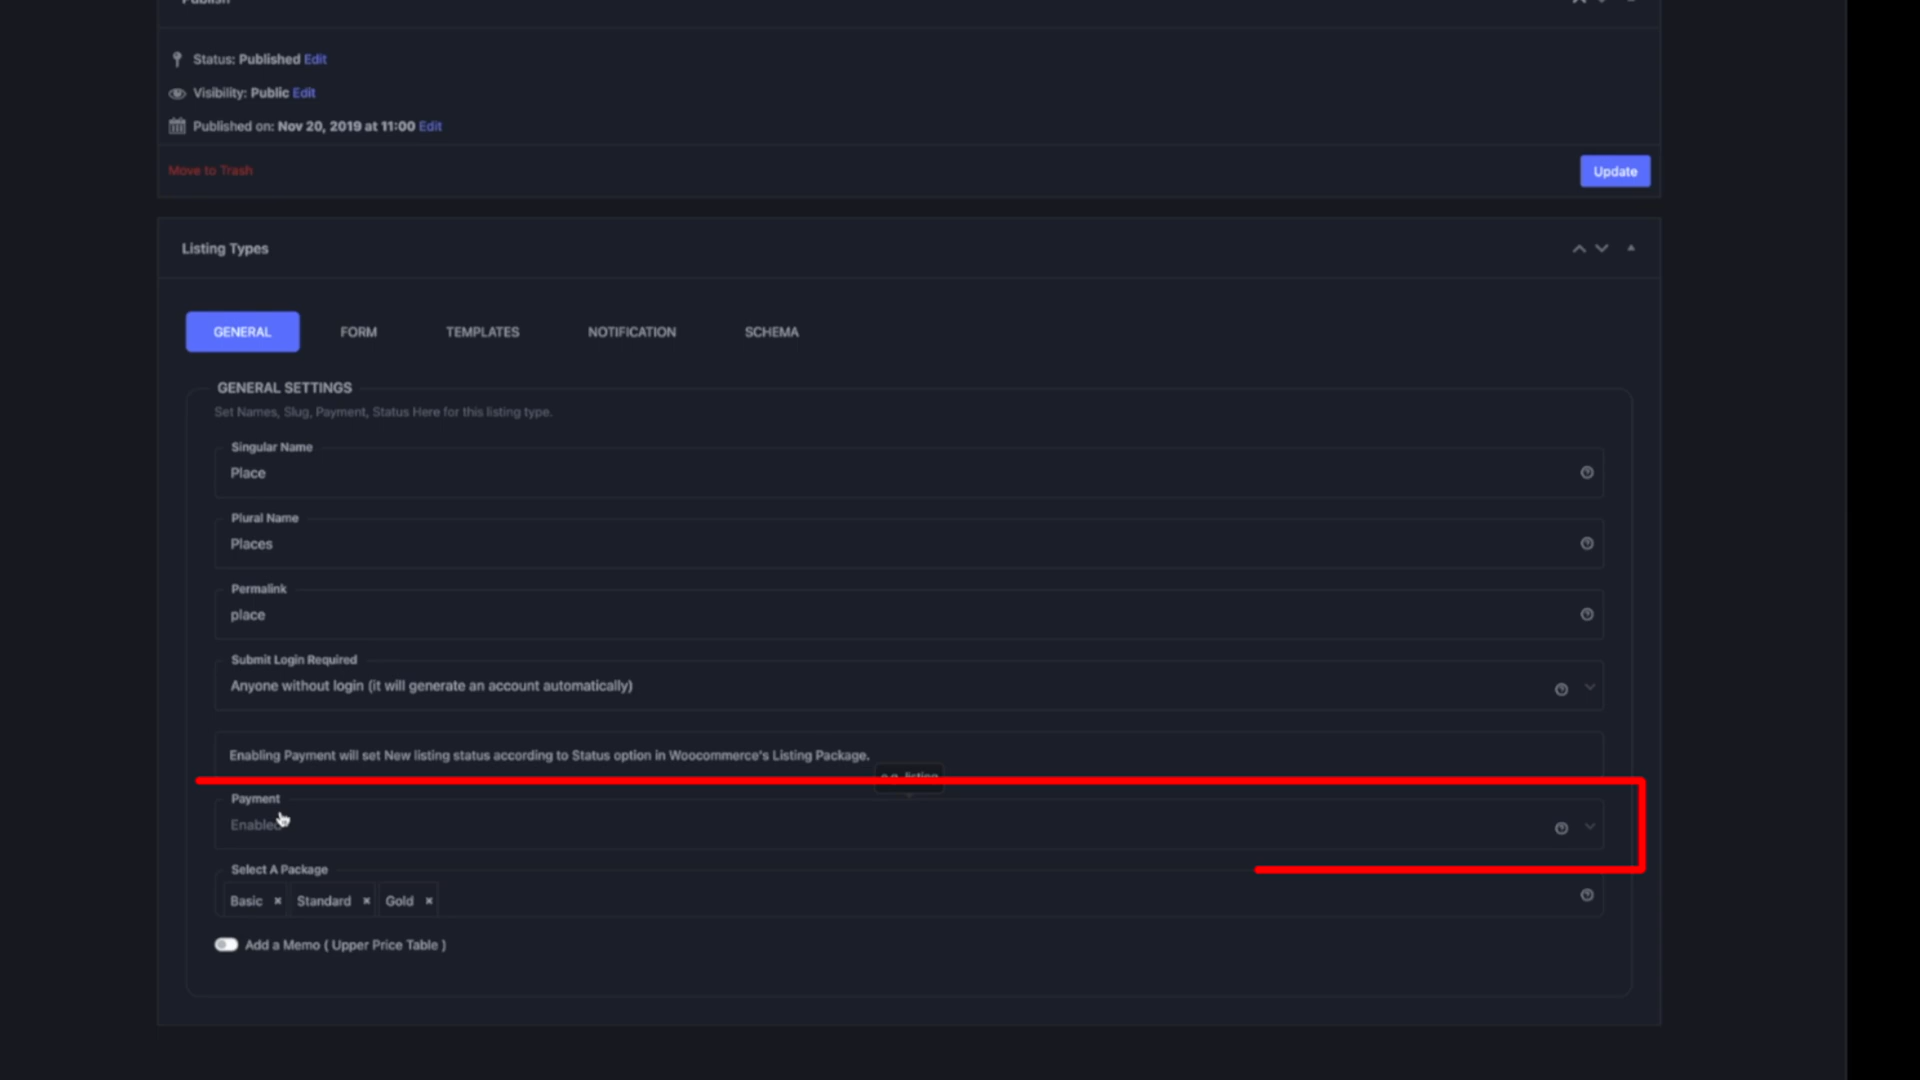 Publish
Status: Published Edit
Visibility: Public Edit
Published on: Nov 20, 2019 at 11:00 Edit
Move to Trash
Update
Listing Types
GENERAL FORM TEMPLATES NOTIFICATION SCHEMA
GENERAL SETTINGS
Set Names, Slug, Payment, Status Here for this listing type.
Singular Name
Place
Plural Name
Places
Permalink
place
Submit Login Required
Anyone without login (it will generate an account automatically)
Enabling Payment will set New listing status according to Status option in Woocommerce's Listing Package.
e.g. listing
Payment
Enabled
Select A Package
Basic × Standard × Gold ×
Add a Memo ( Upper Price Table )